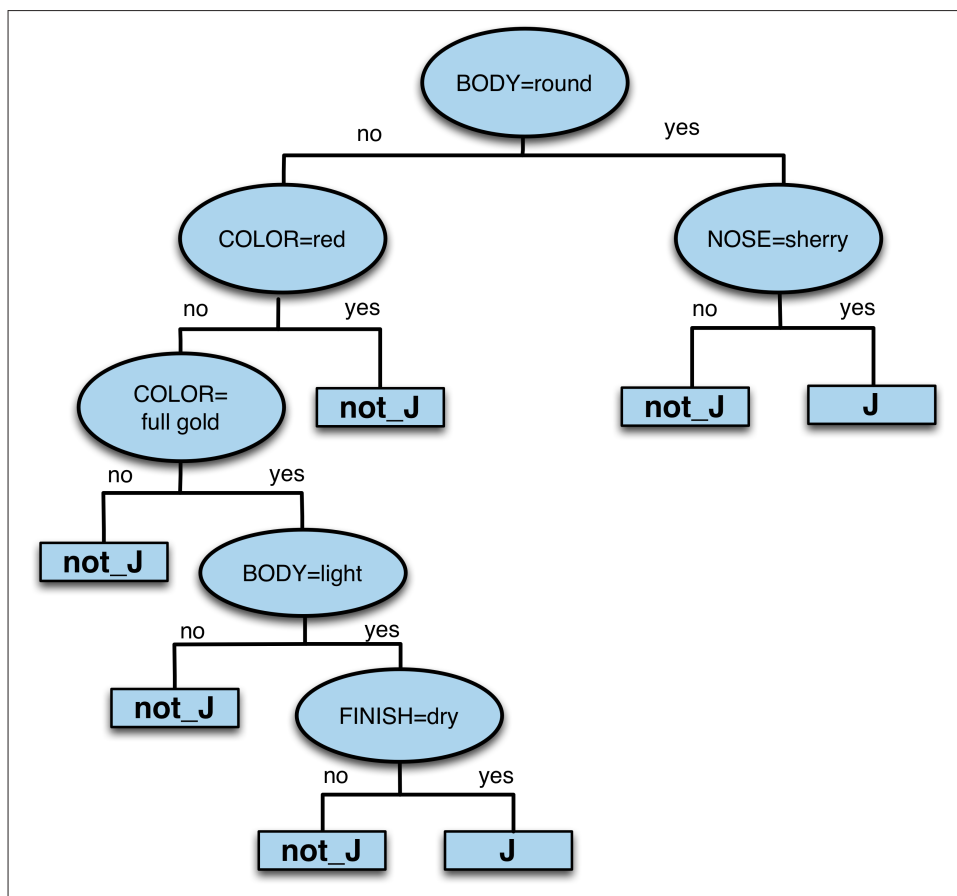 BODY=round
no
yes
COLOR=red
NOSE=sherry
no
yes
no
yes
COLOR=
full gold
not_J
not_J
J
no
yes
not_J
BODY=light
no
yes
not_J
FINISH=dry
no
yes
not_J
J